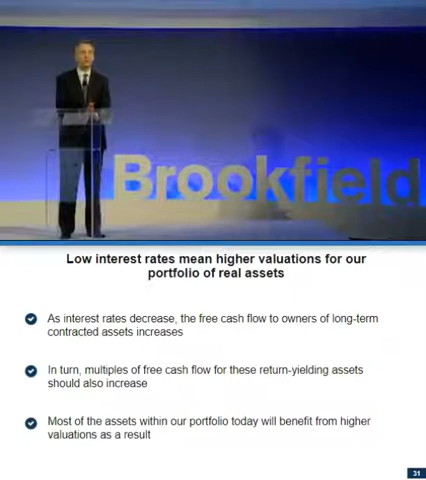 Brookfield
Low interest rates mean higher valuations for our
portfolio of real assets
As interest rates decrease, the free cash flow to owners of long-term
contracted assets increases
In turn, multiples of free cash flow for these return-yielding assets
should also increase
Most of the assets within our portfolio today will benefit from higher
valuations as a result
31